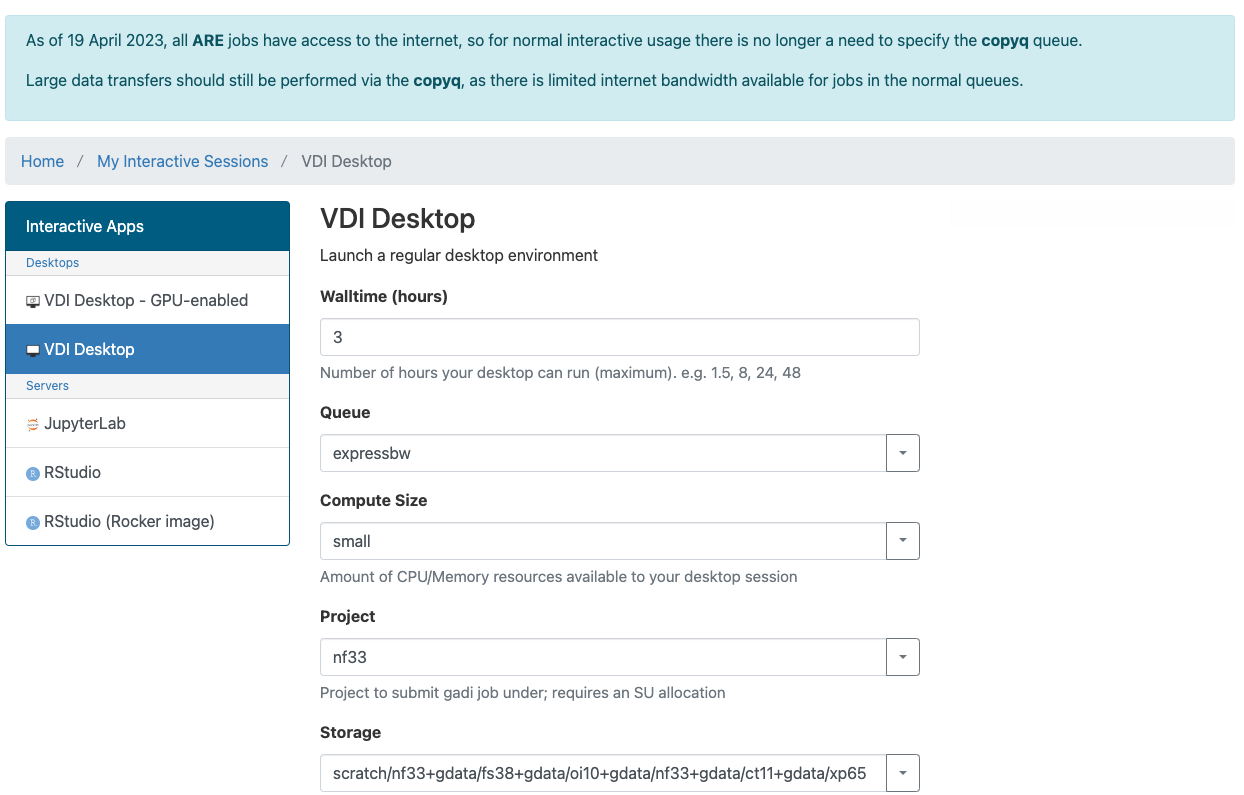 As of 19 April 2023, all ARE jobs have access to the internet, so for normal interactive usage there is no longer a need to specify the copyq queue.
Large data transfers should still be performed via the copyq, as there is limited internet bandwidth available for jobs in the normal queues.
Home / My Interactive Sessions / VDI Desktop
Interactive Apps
Desktops
VDI Desktop - GPU-enabled
VDI Desktop
Servers
JupyterLab
RStudio
RStudio (Rocker image)
VDI Desktop
Launch a regular desktop environment
Walltime (hours)
3
Number of hours your desktop can run (maximum). e.g. 1.5, 8, 24, 48
Queue
expressbw
Compute Size
small
Amount of CPU/Memory resources available to your desktop session
Project
nf33
Project to submit gadi job under; requires an SU allocation
Storage
scratch/nf33+gdata/fs38+gdata/oi10+gdata/nf33+gdata/ct11+gdata/xp65